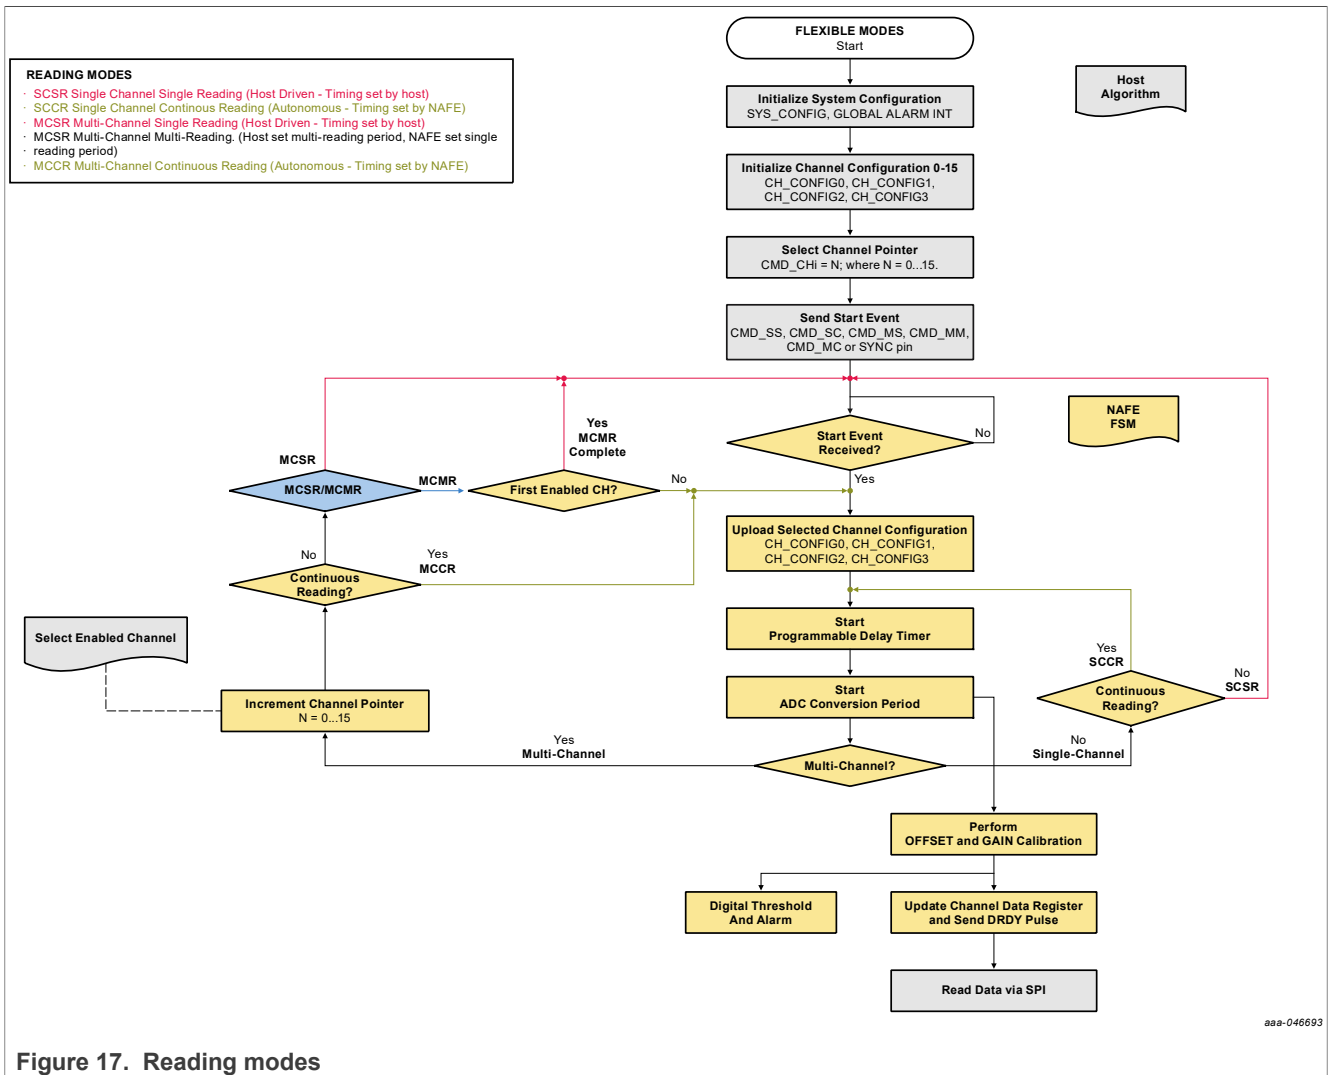 FLEXIBLE MODES
Start
READING MODES
· SCSR Single Channel Single Reading (Host Driven - Timing set by host)
· SCCR Single Channel Continous Reading (Autonomous - Timing set by NAFE)
· MCSR Multi-Channel Single Reading (Host Driven - Timing set by host)
· MCSR Multi-Channel Multi-Reading. (Host set multi-reading period, NAFE set single
· reading period)
· MCCR Multi-Channel Continuous Reading (Autonomous - Timing set by NAFE)
Host
Algorithm
Initialize System Configuration
SYS_CONFIG, GLOBAL ALARM INT
Initialize Channel Configuration 0-15
CH_CONFIG0, CH_CONFIG1,
CH_CONFIG2, CH_CONFIG3
Select Channel Pointer
CMD_CHi = N; where N = 0...15.
Send Start Event
CMD_SS, CMD_SC, CMD_MS, CMD_MM,
CMD_MC or SYNC pin
NAFE
FSM
Start Event
Received?
No
Yes
Yes
MCMR
Complete
MCSR
MCSR/MCMR
MCMR
First Enabled CH?
No
Upload Selected Channel Configuration
CH_CONFIG0, CH_CONFIG1,
CH_CONFIG2, CH_CONFIG3
No
Yes
MCCR
Continuous
Reading?
Start
Programmable Delay Timer
Select Enabled Channel
Yes
SCCR
No
SCSR
Continuous
Reading?
Increment Channel Pointer
N = 0...15
Start
ADC Conversion Period
Yes
Multi-Channel
Multi-Channel?
No
Single-Channel
Perform
OFFSET and GAIN Calibration
Digital Threshold
And Alarm
Update Channel Data Register
and Send DRDY Pulse
Read Data via SPI
aaa-046693
Figure 17. Reading modes